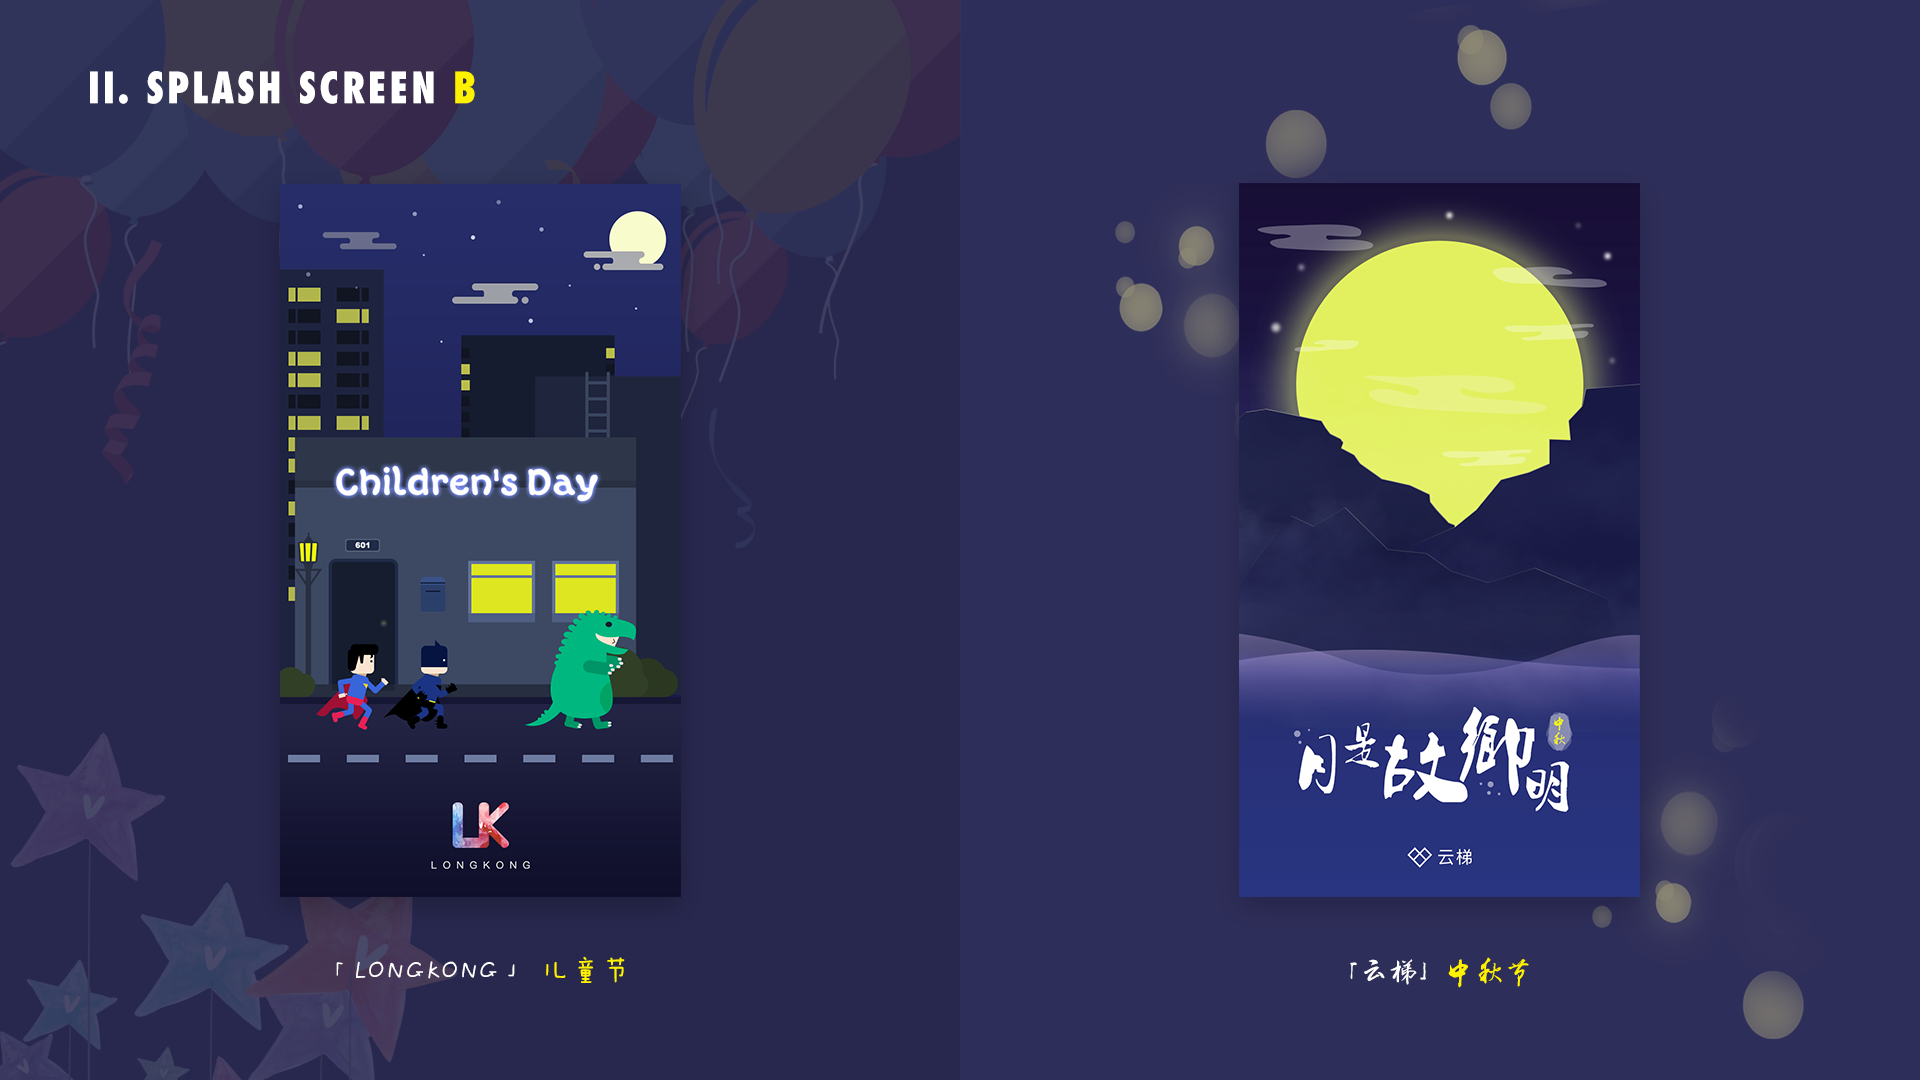 II. SPLASH SCREEN B
Children's Day
601
LK
LONGKONG
「LONGKONG」 儿童节
月是故鄉明
中秋
云梯
「云梯」中秋节